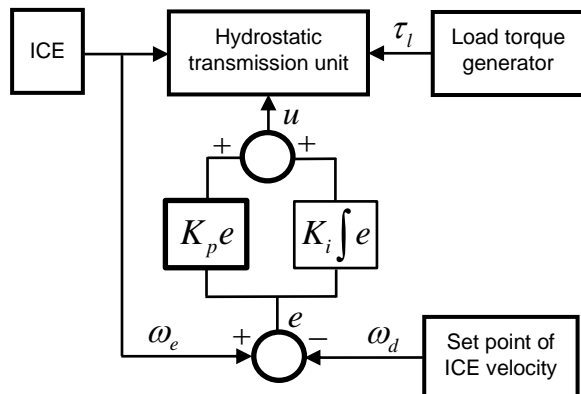 ICE
Hydrostatic
transmission unit
τ_l
Load torque
generator
u
+ +
K_p e
K_i ∫ e
e
ω_e
+ −
ω_d
Set point of
ICE velocity